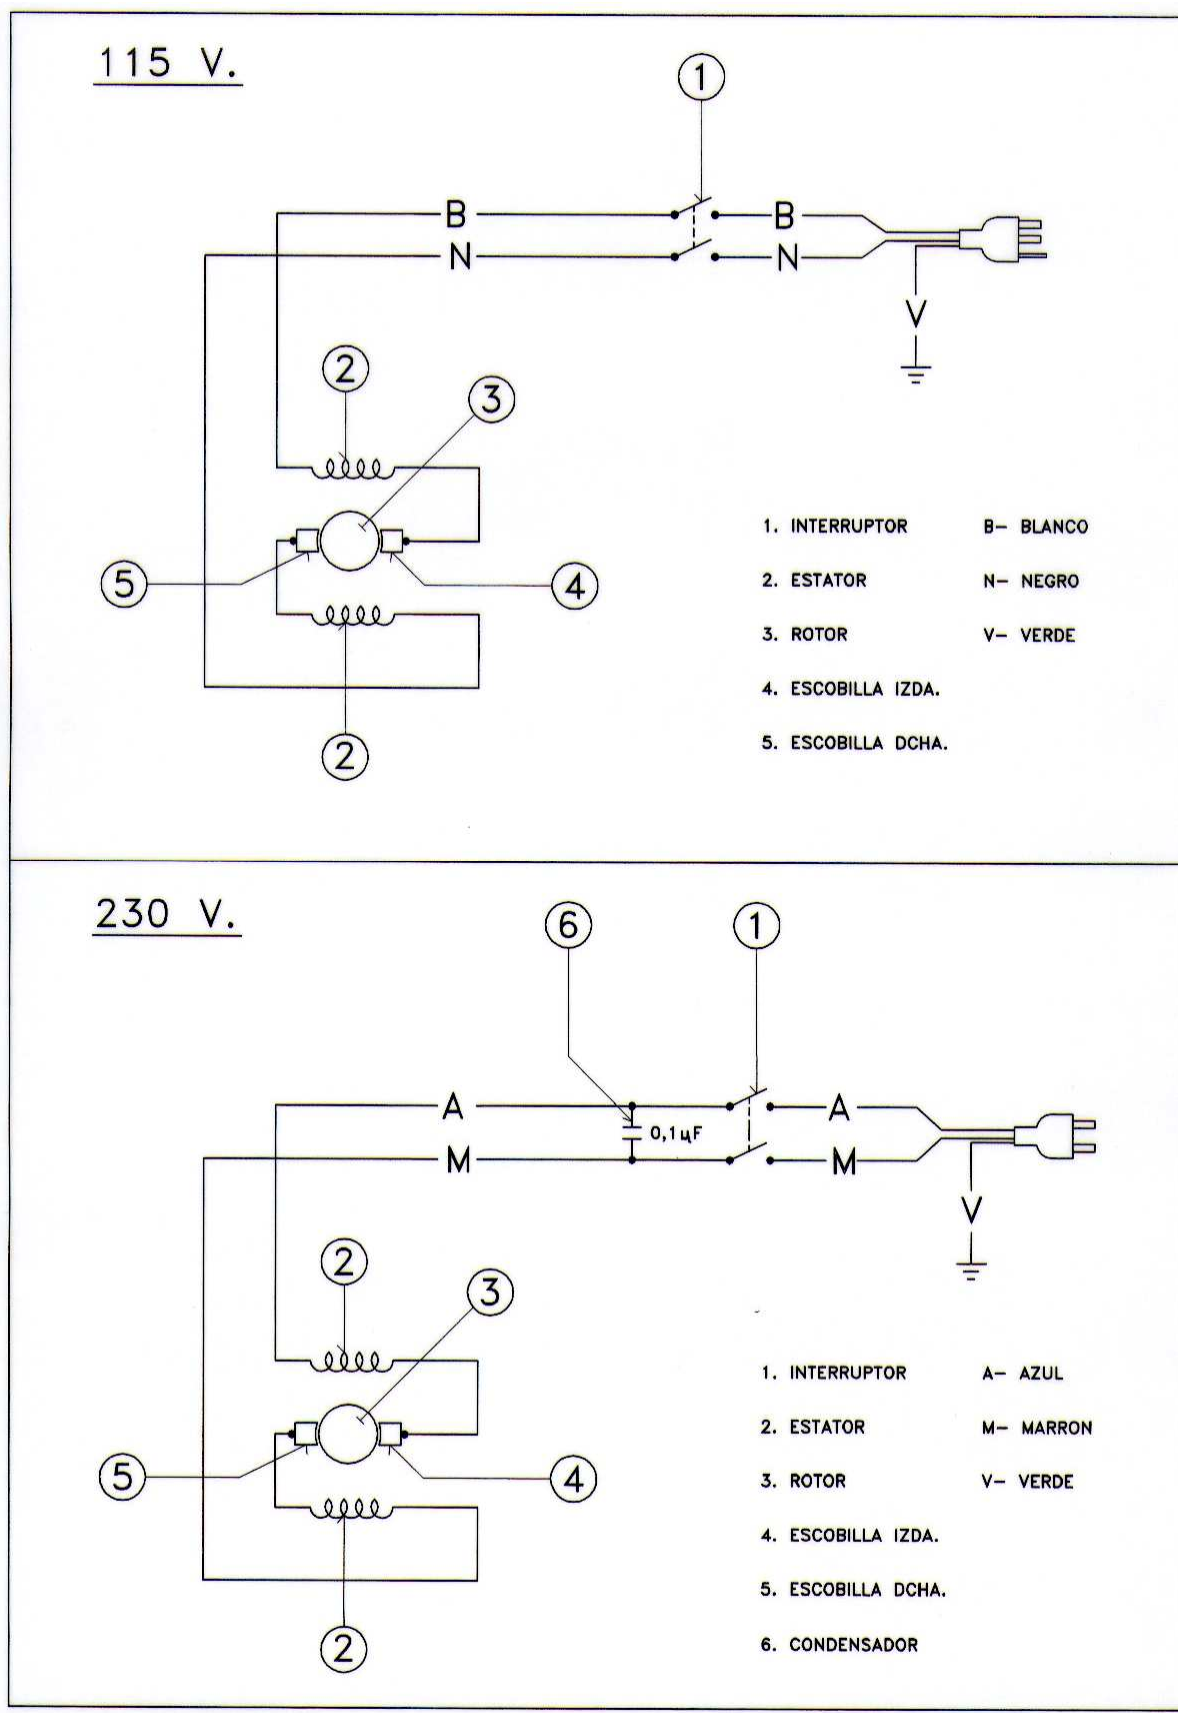 115 V.
1
B B
N N
V
2
3
5
4
2
1. INTERRUPTOR B- BLANCO
2. ESTATOR N- NEGRO
3. ROTOR V- VERDE
4. ESCOBILLA IZDA.
5. ESCOBILLA DCHA.
230 V.
6 1
A A
0,1 µF
M M
V
2
3
5
4
2
1. INTERRUPTOR A- AZUL
2. ESTATOR M- MARRON
3. ROTOR V- VERDE
4. ESCOBILLA IZDA.
5. ESCOBILLA DCHA.
6. CONDENSADOR